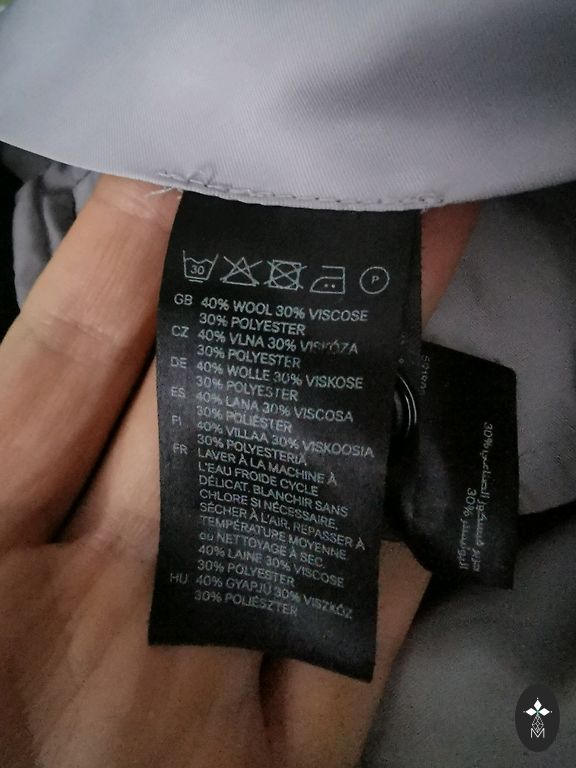 30
P
GB 40% WOOL 30% VISCOSE
30% POLYESTER
CZ 40% VLNA 30% VISKÓZA
30% POLYESTER
DE 40% WOLLE 30% VISKOSE
30% POLYESTER
ES 40% LANA 30% VISCOSA
30% POLIÉSTER
FI 40% VILLAA 30% VISKOOSIA
30% POLYESTERIÄ
FR LAVER À LA MACHINE À
L'EAU FROIDE CYCLE
DÉLICAT, BLANCHIR SANS
CHLORE SI NÉCESSAIRE,
SÉCHER À L'AIR, REPASSER À
TEMPÉRATURE MOYENNE
ou NETTOYAGE À SEC.
40% LAINE 30% VISCOSE
30% POLYESTER
HU 40% GYAPJÚ 30% VISZKÓZ
30% POLIÉSZTER
30%
30%
M